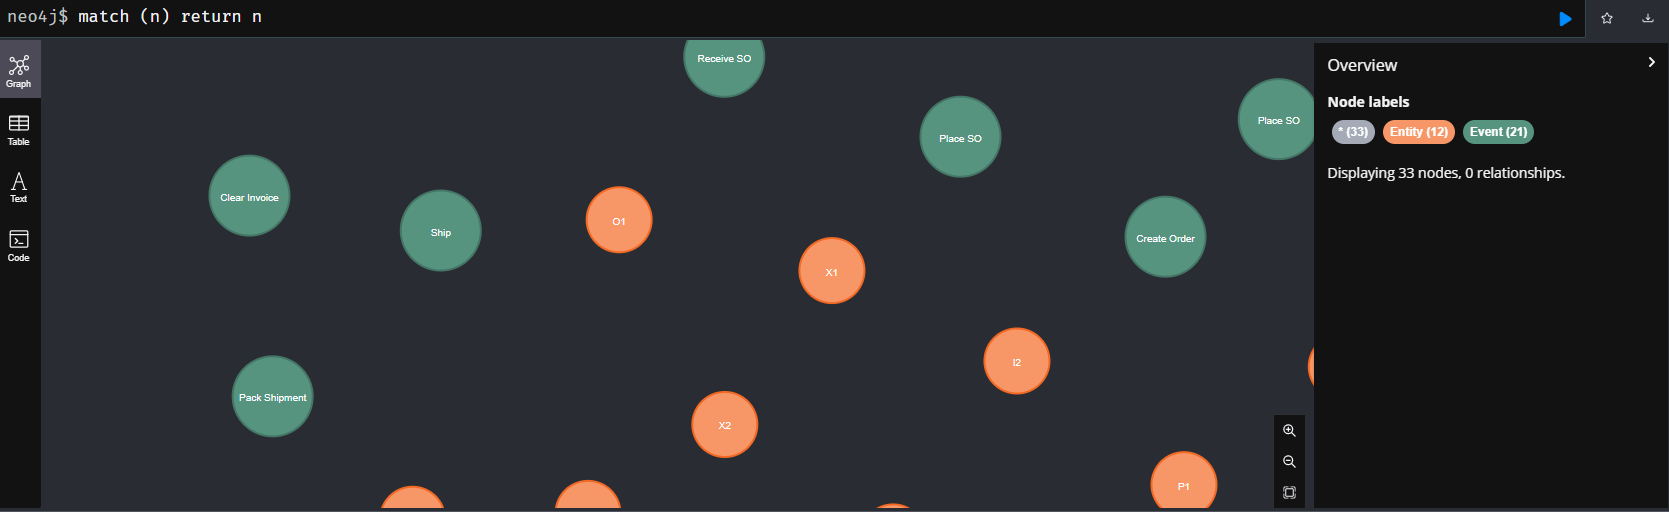 neo4j$ match (n) return n
Graph
Table
Text
Code
Receive SO
Place SO
Place SO
Clear Invoice
Ship
O1
Create Order
X1
I2
Pack Shipment
X2
P1
Overview
Node labels
* (33) Entity (12) Event (21)
Displaying 33 nodes, 0 relationships.